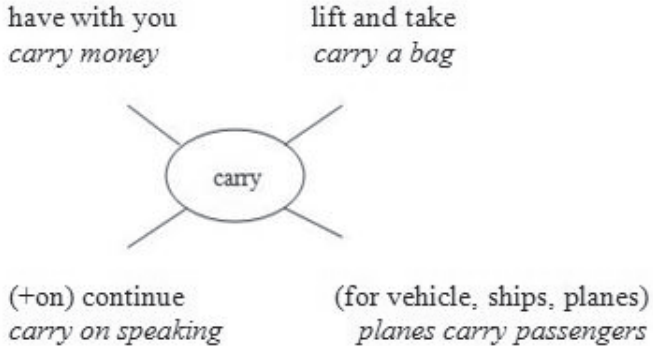 have with you
carry money
lift and take
carry a bag
carry
(+on) continue
carry on speaking
(for vehicle, ships, planes)
planes carry passengers